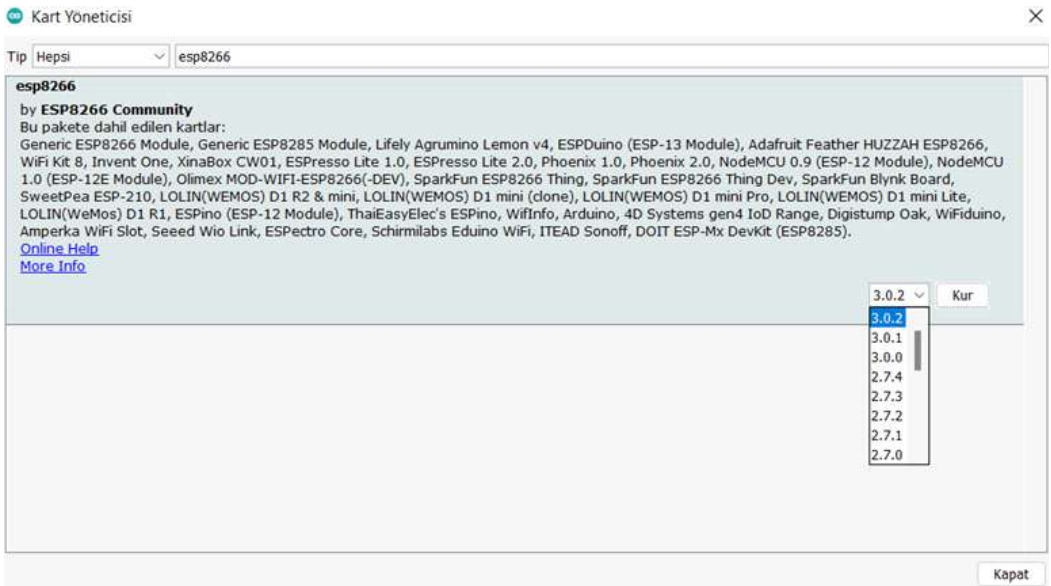 Kart Yöneticisi
Tip Hepsi esp8266
esp8266
by ESP8266 Community
Bu pakete dahil edilen kartlar:
Generic ESP8266 Module, Generic ESP8285 Module, Lifely Agrumino Lemon v4, ESPDuino (ESP-13 Module), Adafruit Feather HUZZAH ESP8266,
WiFi Kit 8, Invent One, XinaBox CW01, ESPresso Lite 1.0, ESPresso Lite 2.0, Phoenix 1.0, Phoenix 2.0, NodeMCU 0.9 (ESP-12 Module), NodeMCU
1.0 (ESP-12E Module), Olimex MOD-WIFI-ESP8266(-DEV), SparkFun ESP8266 Thing, SparkFun ESP8266 Thing Dev, SparkFun Blynk Board,
SweetPea ESP-210, LOLIN(WEMOS) D1 R2 & mini, LOLIN(WEMOS) D1 mini (clone), LOLIN(WEMOS) D1 mini Pro, LOLIN(WEMOS) D1 mini Lite,
LOLIN(WeMos) D1 R1, ESPino (ESP-12 Module), ThaiEasyElec's ESPino, WifInfo, Arduino, 4D Systems gen4 IoD Range, Digistump Oak, WiFiduino,
Amperka WiFi Slot, Seeed Wio Link, ESPectro Core, Schirmilabs Eduino WiFi, ITEAD Sonoff, DOIT ESP-Mx DevKit (ESP8285).
Online Help
More Info
3.0.2 Kur
3.0.2
3.0.1
3.0.0
2.7.4
2.7.3
2.7.2
2.7.1
2.7.0
Kapat